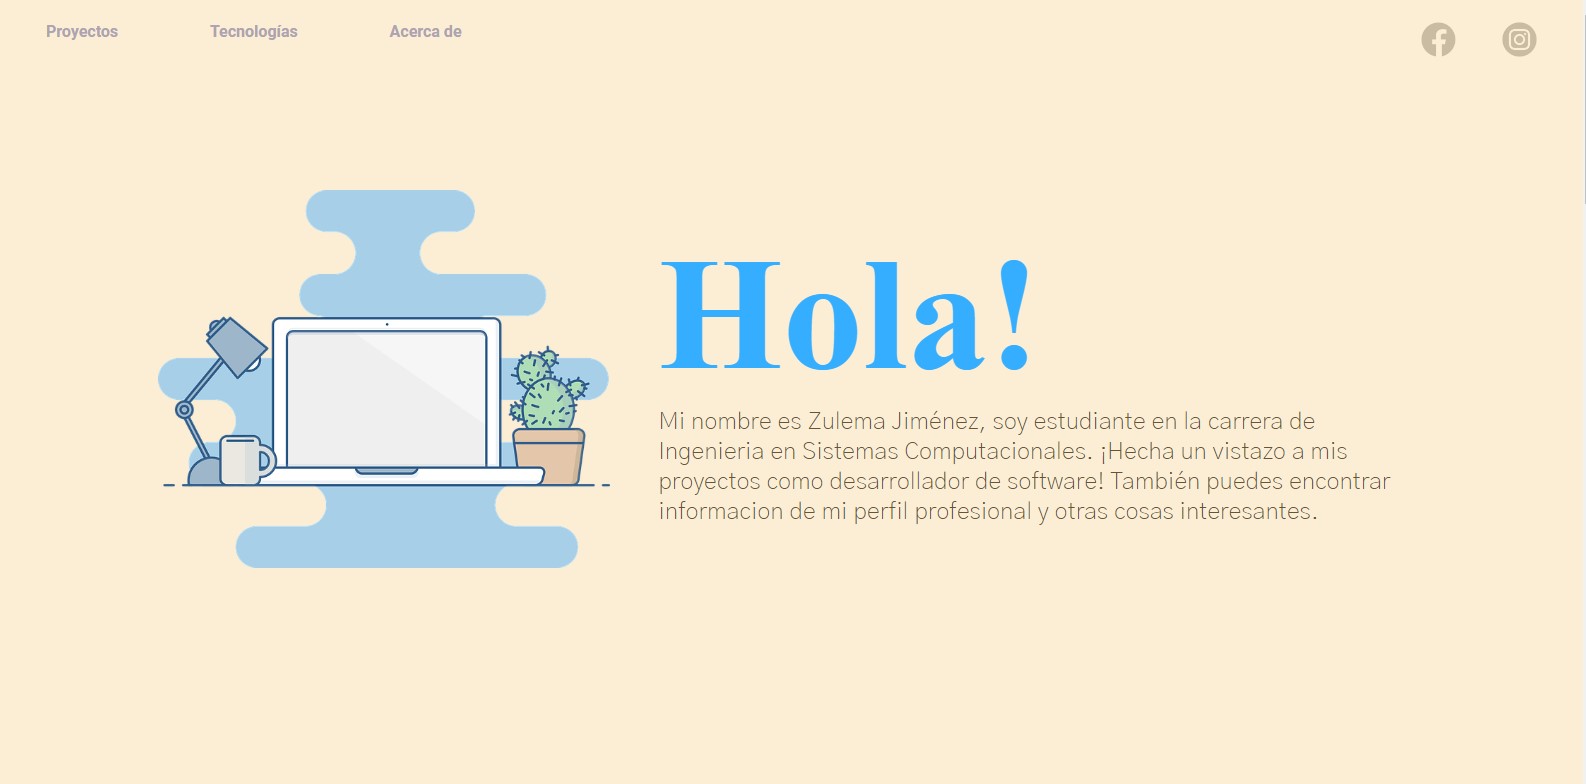 Proyectos
Tecnologías
Acerca de
Hola!
Mi nombre es Zulema Jiménez, soy estudiante en la carrera de
Ingenieria en Sistemas Computacionales. ¡Hecha un vistazo a mis
proyectos como desarrollador de software! También puedes encontrar
informacion de mi perfil profesional y otras cosas interesantes.